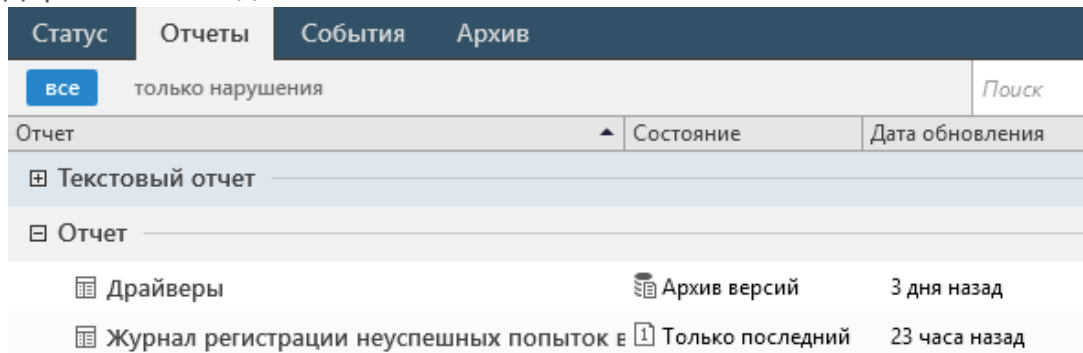 Статус Отчеты События Архив
все только нарушения Поиск
Отчет Состояние Дата обновления
Текстовый отчет
Отчет
Драйверы Архив версий 3 дня назад
Журнал регистрации неуспешных попыток в 1 Только последний 23 часа назад